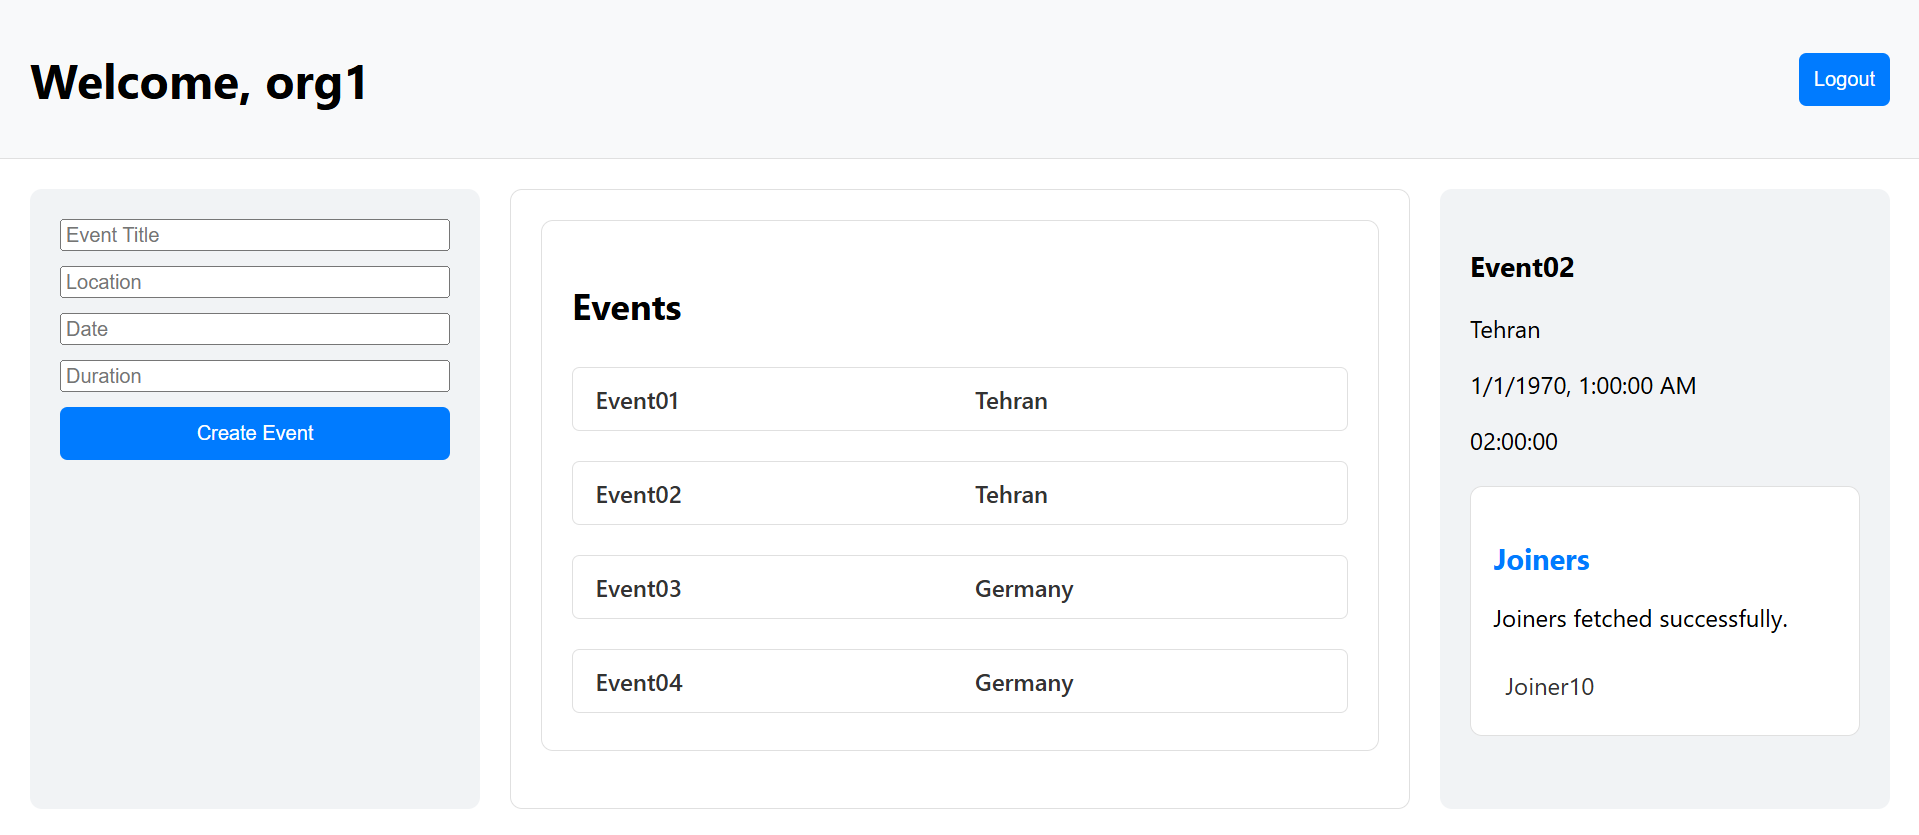 Welcome, org1
Logout
Event Title
Location
Date
Duration
Create Event
Events
Event01 Tehran
Event02 Tehran
Event03 Germany
Event04 Germany
Event02
Tehran
1/1/1970, 1:00:00 AM
02:00:00
Joiners
Joiners fetched successfully.
Joiner10